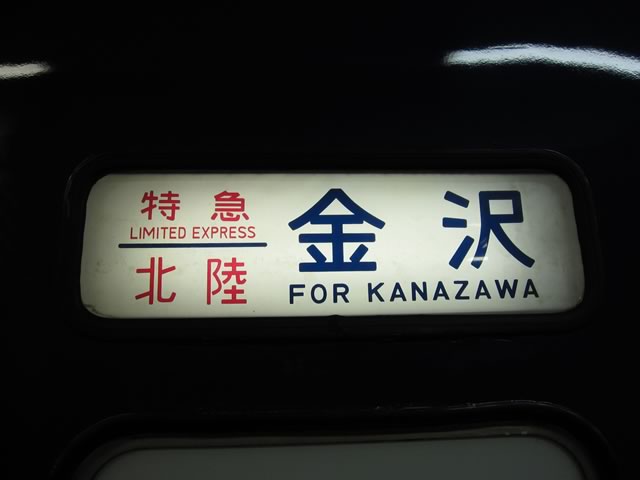 特急
LIMITED EXPRESS
北陸
金沢
FOR KANAZAWA